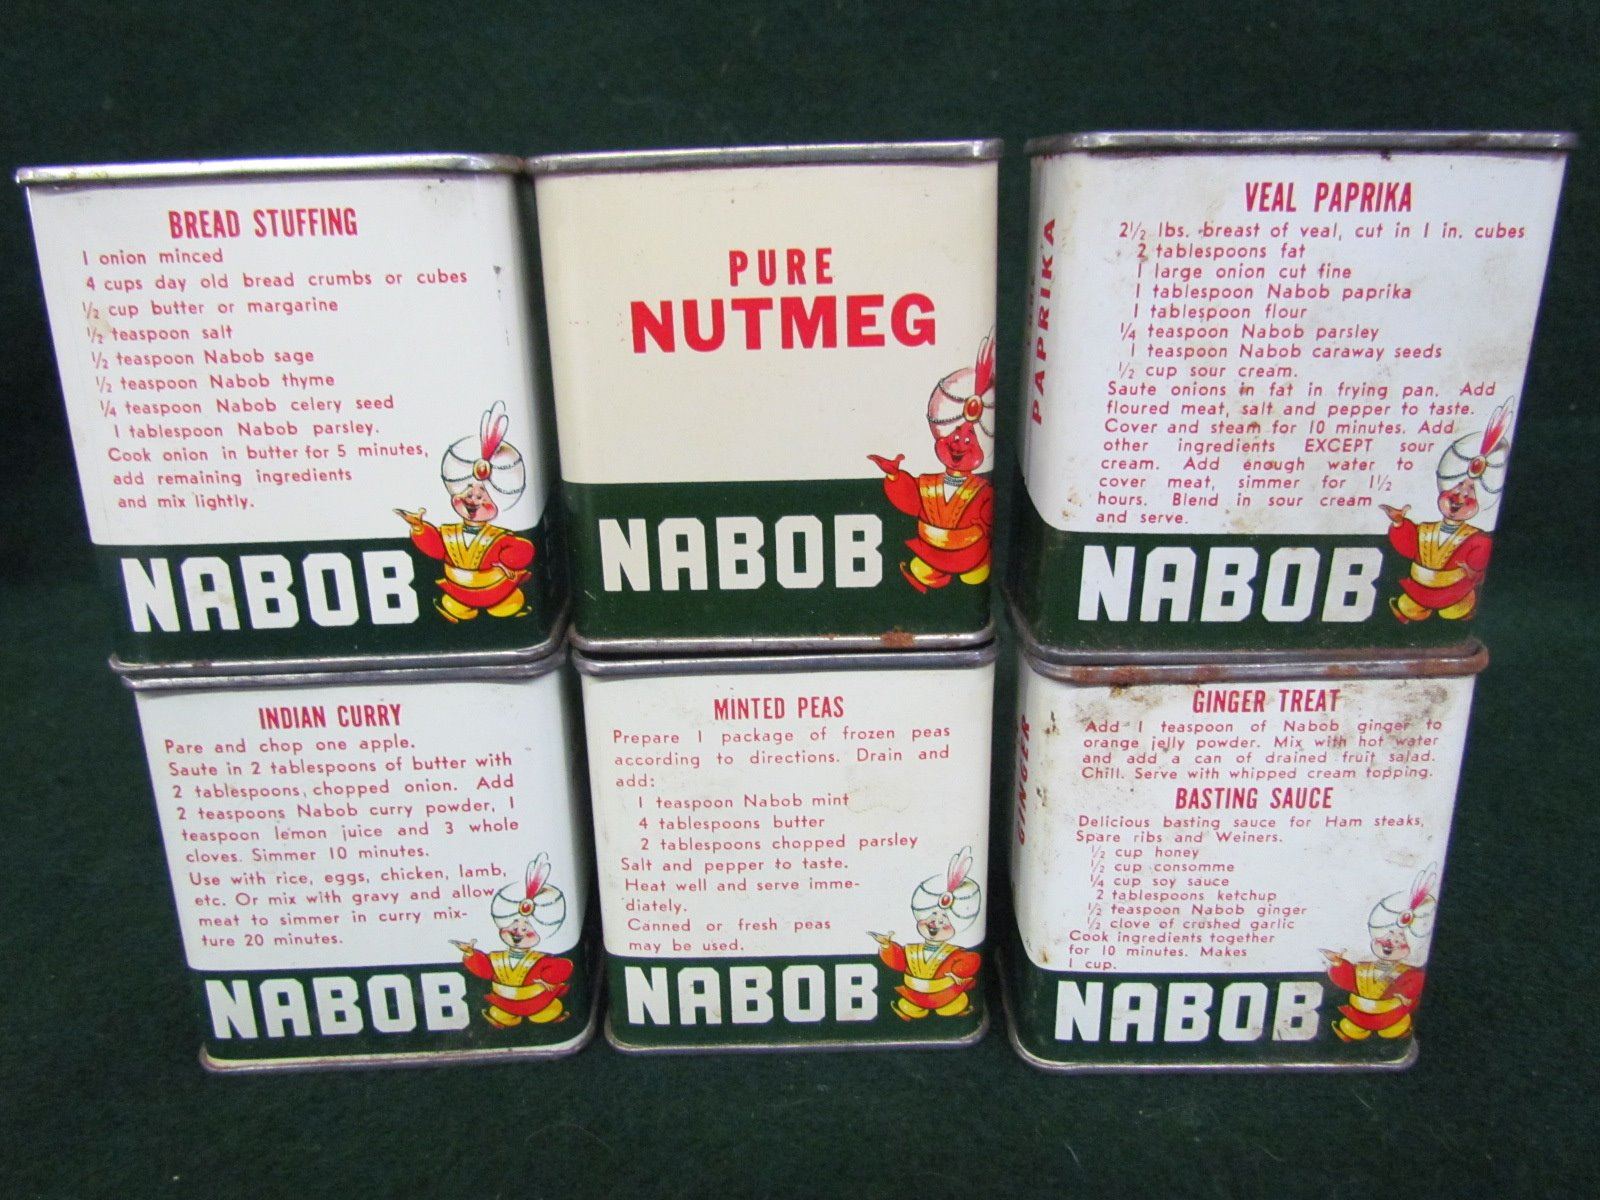 BREAD STUFFING
1 onion minced
4 cups day old bread crumbs or cubes
½ cup butter or margarine
½ teaspoon salt
½ teaspoon Nabob sage
½ teaspoon Nabob thyme
¼ teaspoon Nabob celery seed
1 tablespoon Nabob parsley.
Cook onion in butter for 5 minutes,
add remaining ingredients
and mix lightly.
NABOB
PURE
NUTMEG
NABOB
PAPRIKA
VEAL PAPRIKA
2½ lbs. breast of veal, cut in 1 in. cubes
2 tablespoons fat
1 large onion cut fine
1 tablespoon Nabob paprika
1 tablespoon flour
¼ teaspoon Nabob parsley
1 teaspoon Nabob caraway seeds
½ cup sour cream.
Saute onions in fat in frying pan. Add
floured meat, salt and pepper to taste.
Cover and steam for 10 minutes. Add
other ingredients EXCEPT sour
cream. Add enough water to
cover meat, simmer for 1½
hours. Blend in sour cream
and serve.
NABOB
INDIAN CURRY
Pare and chop one apple.
Saute in 2 tablespoons of butter with
2 tablespoons, chopped onion. Add
2 teaspoons Nabob curry powder, 1
teaspoon lemon juice and 3 whole
cloves. Simmer 10 minutes.
Use with rice, eggs, chicken, lamb,
etc. Or mix with gravy and allow
meat to simmer in curry mix-
ture 20 minutes.
NABOB
MINTED PEAS
Prepare 1 package of frozen peas
according to directions. Drain and
add:
1 teaspoon Nabob mint
4 tablespoons butter
2 tablespoons chopped parsley
Salt and pepper to taste.
Heat well and serve imme-
diately.
Canned or fresh peas
may be used.
NABOB
GINGER
GINGER TREAT
Add 1 teaspoon of Nabob ginger to
orange jelly powder. Mix with hot water
and add a can of drained fruit salad.
Chill. Serve with whipped cream topping.
BASTING SAUCE
Delicious basting sauce for Ham steaks,
Spare ribs and Weiners.
½ cup honey
½ cup consomme
¼ cup soy sauce
2 tablespoons ketchup
½ teaspoon Nabob ginger
½ clove of crushed garlic
Cook ingredients together
for 10 minutes. Makes
1 cup.
NABOB